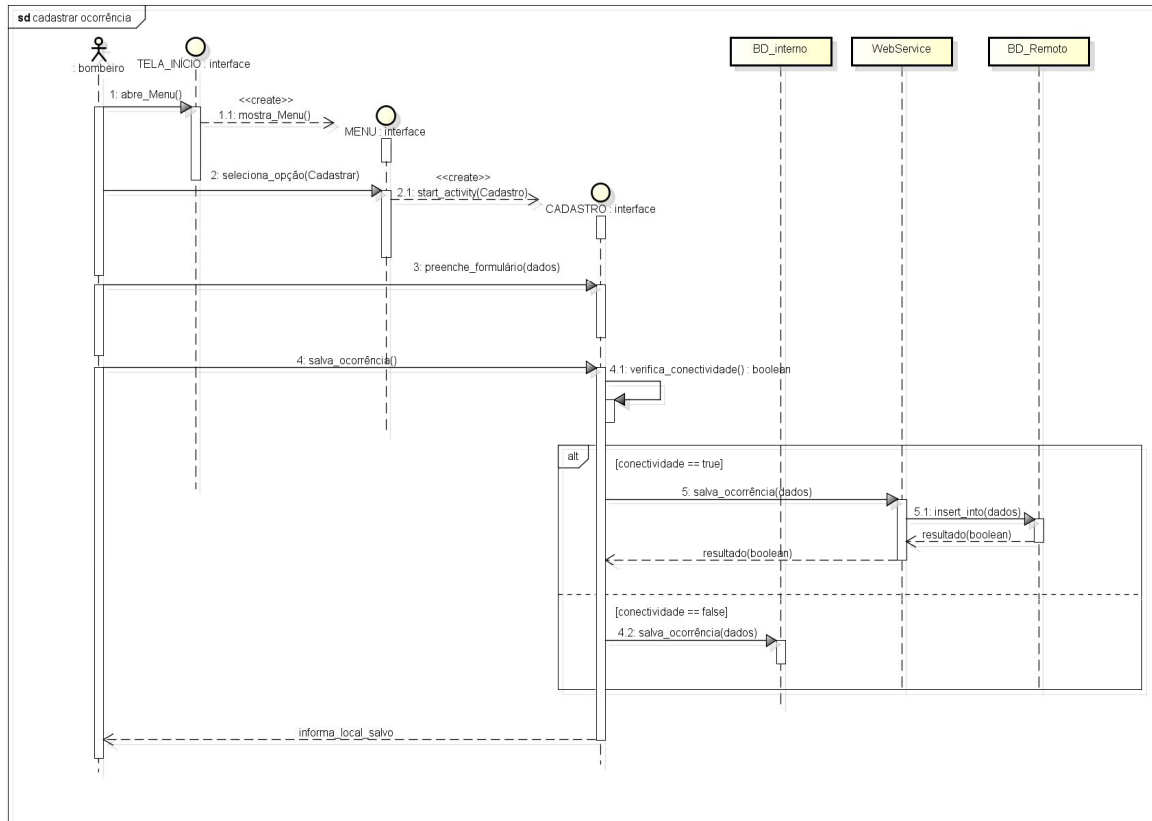 sd cadastrar ocorrência
: bombeiro
TELA_INÍCIO : interface
BD_interno
WebService
BD_Remoto
1: abre_Menu()
<<create>>
1.1: mostra_Menu()
MENU : interface
2: seleciona_opção(Cadastrar)
<<create>>
2.1: start_activity(Cadastro)
CADASTRO : interface
3: preenche_formulário(dados)
4: salva_ocorrência()
4.1: verifica_conectividade() : boolean
alt
[conectividade == true]
5: salva_ocorrência(dados)
5.1: insert_into(dados)
resultado(boolean)
resultado(boolean)
[conectividade == false]
4.2: salva_ocorrência(dados)
informa_local_salvo